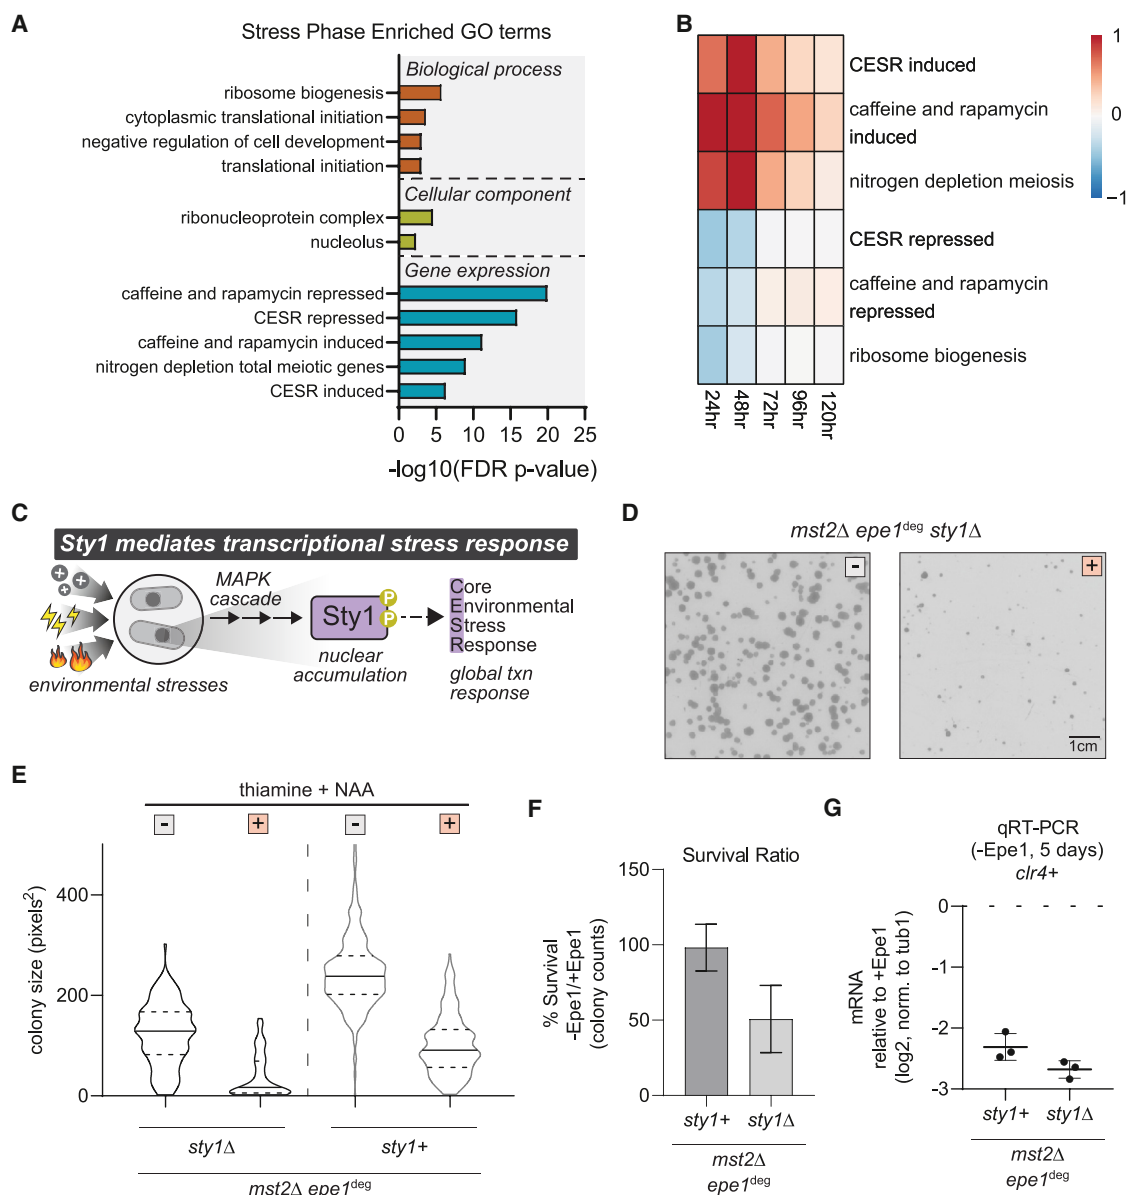 A
Stress Phase Enriched GO terms
Biological process
ribosome biogenesis
cytoplasmic translational initiation
negative regulation of cell development
translational initiation
Cellular component
ribonucleoprotein complex
nucleolus
Gene expression
caffeine and rapamycin repressed
CESR repressed
caffeine and rapamycin induced
nitrogen depletion total meiotic genes
CESR induced
0 5 10 15 20 25
-log10(FDR p-value)
B
CESR induced
caffeine and rapamycin
induced
nitrogen depletion meiosis
CESR repressed
caffeine and rapamycin
repressed
ribosome biogenesis
24hr 48hr 72hr 96hr 120hr
1
0
−1
C
Sty1 mediates transcriptional stress response
MAPK
cascade
Sty1
P
P
Core
Environmental
Stress
Response
environmental stresses
nuclear
accumulation
global txn
response
D
mst2Δ epe1deg sty1Δ
-
+
1cm
E
thiamine + NAA
- + - +
colony size (pixels2)
400
200
0
sty1Δ sty1+
mst2Δ epe1deg
F
Survival Ratio
% Survival
-Epe1/+Epe1
(colony counts)
150
100
50
0
sty1+ sty1Δ
mst2Δ
epe1deg
G
qRT-PCR
(-Epe1, 5 days)
clr4+
mRNA
relative to +Epe1
(log2, norm. to tub1)
0
-1
-2
-3
sty1+ sty1Δ
mst2Δ
epe1deg